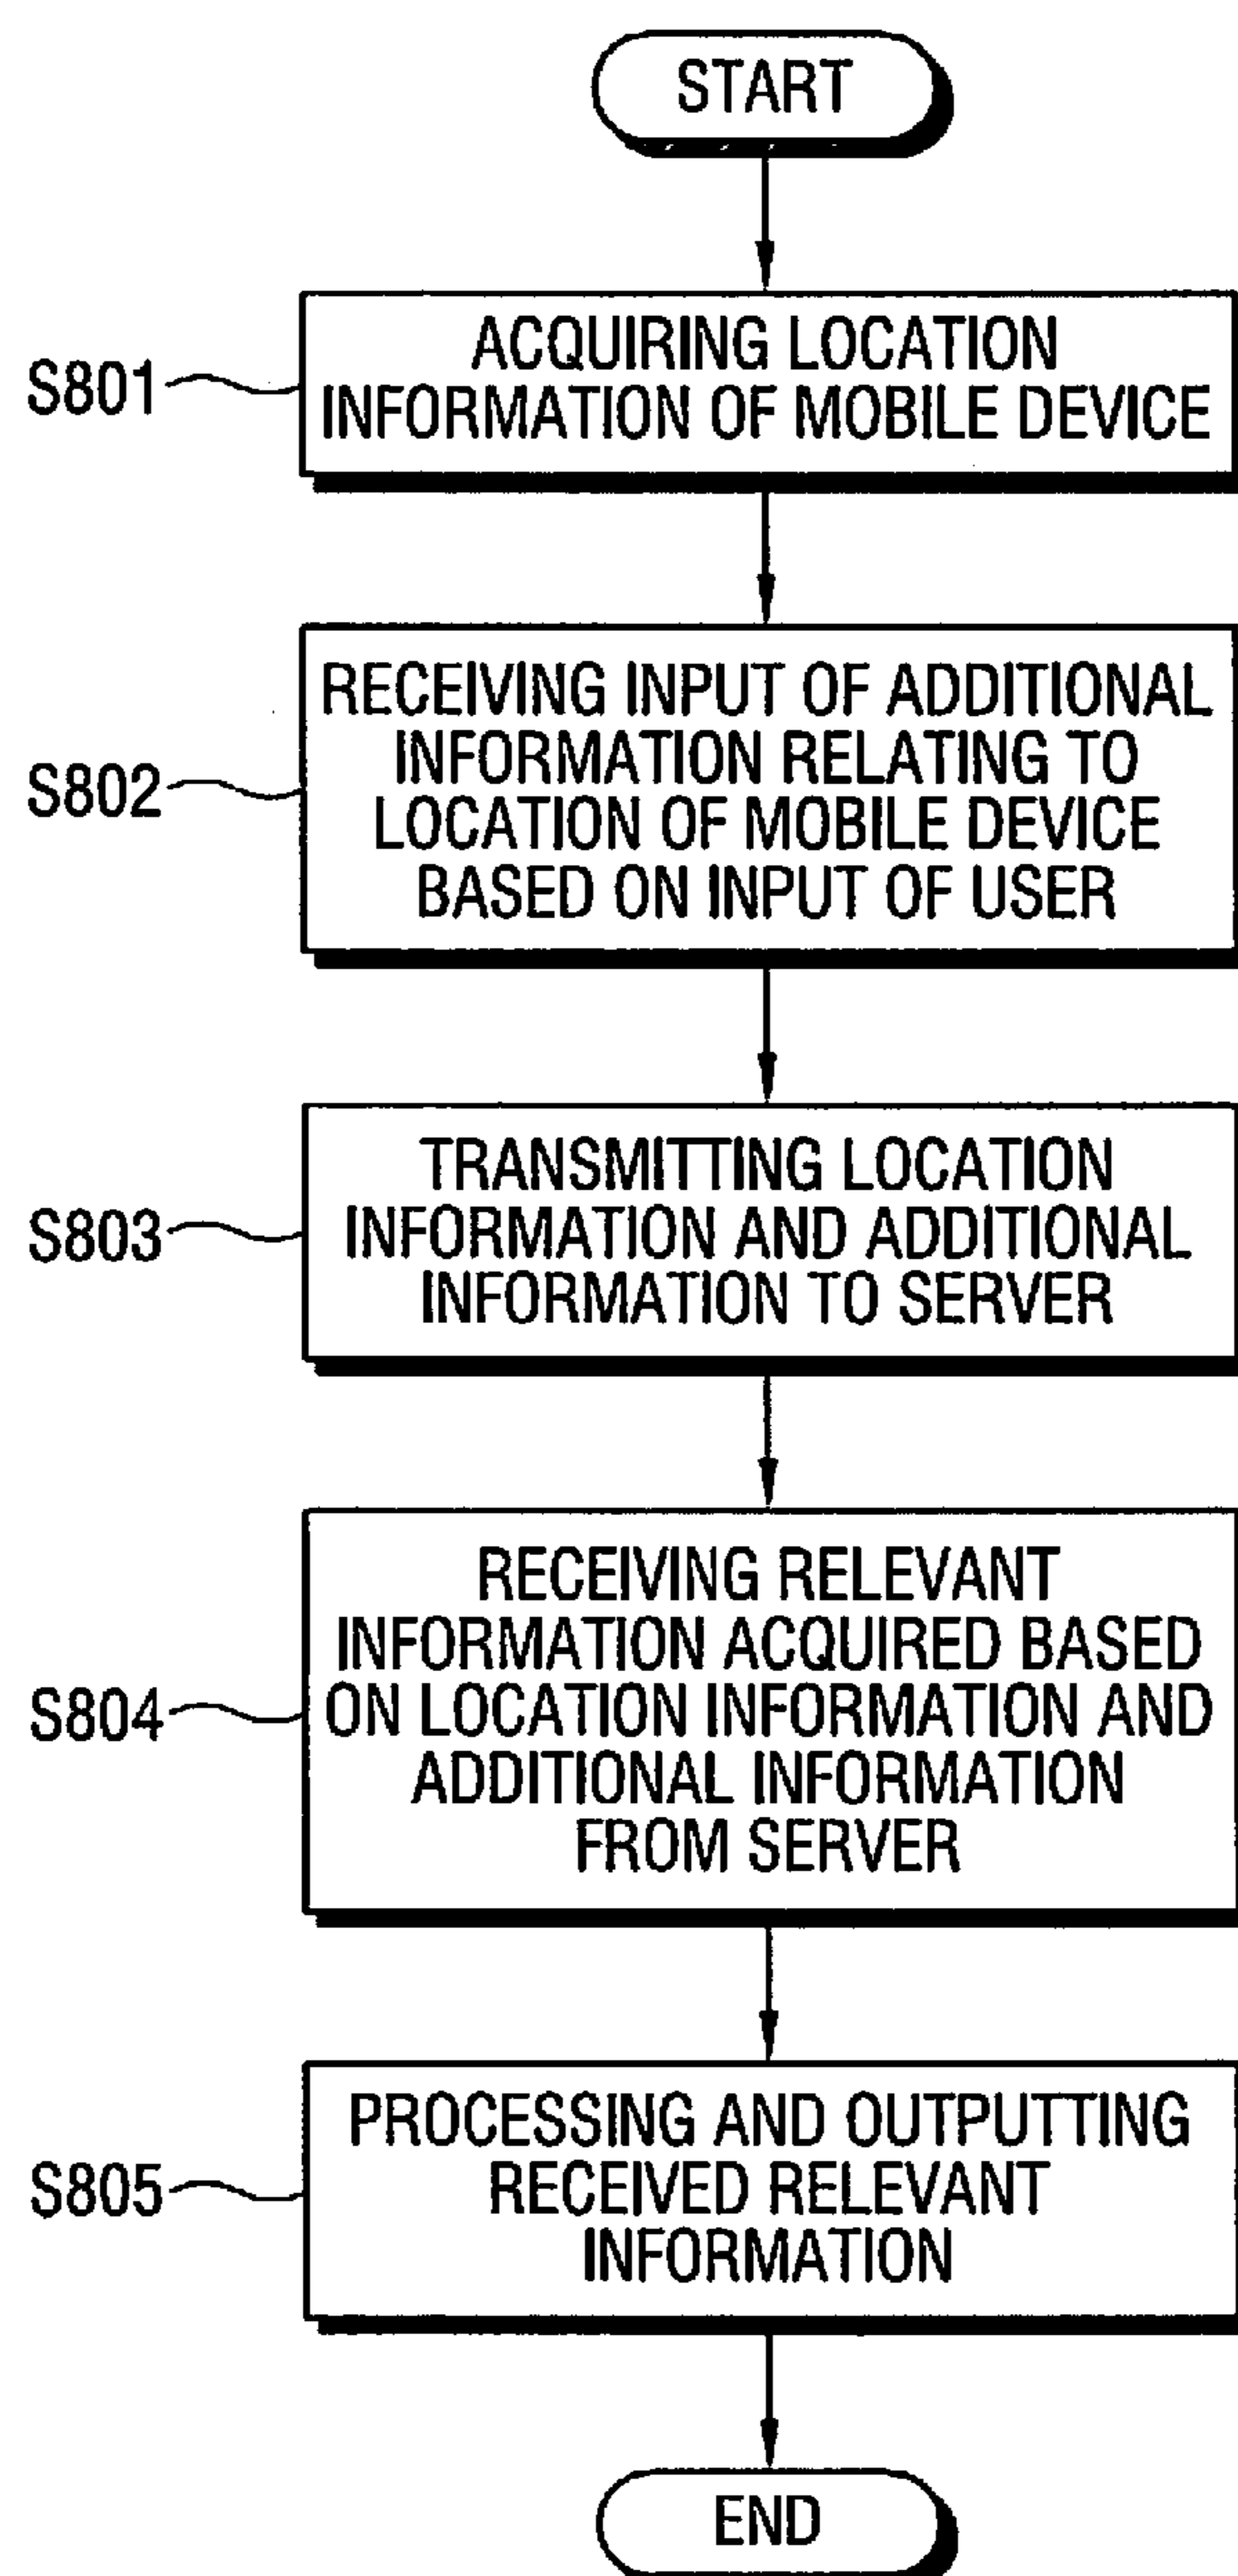 START
S801
ACQUIRING LOCATION
INFORMATION OF MOBILE DEVICE
S802
RECEIVING INPUT OF ADDITIONAL
INFORMATION RELATING TO
LOCATION OF MOBILE DEVICE
BASED ON INPUT OF USER
S803
TRANSMITTING LOCATION
INFORMATION AND ADDITIONAL
INFORMATION TO SERVER
S804
RECEIVING RELEVANT
INFORMATION ACQUIRED BASED
ON LOCATION INFORMATION AND
ADDITIONAL INFORMATION
FROM SERVER
S805
PROCESSING AND OUTPUTTING
RECEIVED RELEVANT
INFORMATION
END